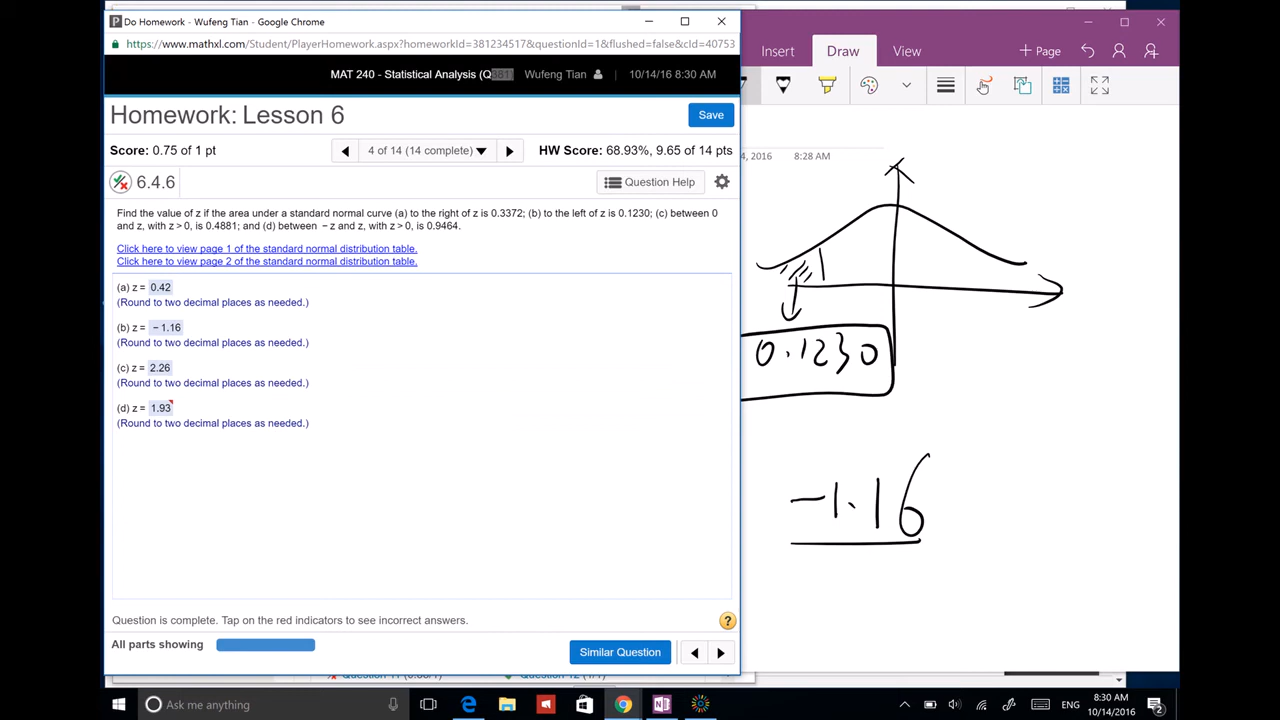 Do Homework - Wufeng Tian - Google Chrome
https://www.mathxl.com/Student/PlayerHomework.aspx?homeworkId=381234517&questionId=1&flushed=false&cId=40753
MAT 240 - Statistical Analysis (Q361) Wufeng Tian 10/14/16 8:30 AM
Homework: Lesson 6
Save
Score: 0.75 of 1 pt
4 of 14 (14 complete)
HW Score: 68.93%, 9.65 of 14 pts
6.4.6
Question Help
Find the value of z if the area under a standard normal curve (a) to the right of z is 0.3372; (b) to the left of z is 0.1230; (c) between 0
and z, with z > 0, is 0.4881; and (d) between − z and z, with z > 0, is 0.9464.
Click here to view page 1 of the standard normal distribution table.
Click here to view page 2 of the standard normal distribution table.
(a) z = 0.42
(Round to two decimal places as needed.)
(b) z = − 1.16
(Round to two decimal places as needed.)
(c) z = 2.26
(Round to two decimal places as needed.)
(d) z = 1.93
(Round to two decimal places as needed.)
Question is complete. Tap on the red indicators to see incorrect answers.
?
All parts showing
Similar Question
Insert
Draw
View
Page
4, 2016
8:28 AM
0.1230
-1.16
Ask me anything
ENG
8:30 AM
10/14/2016
2